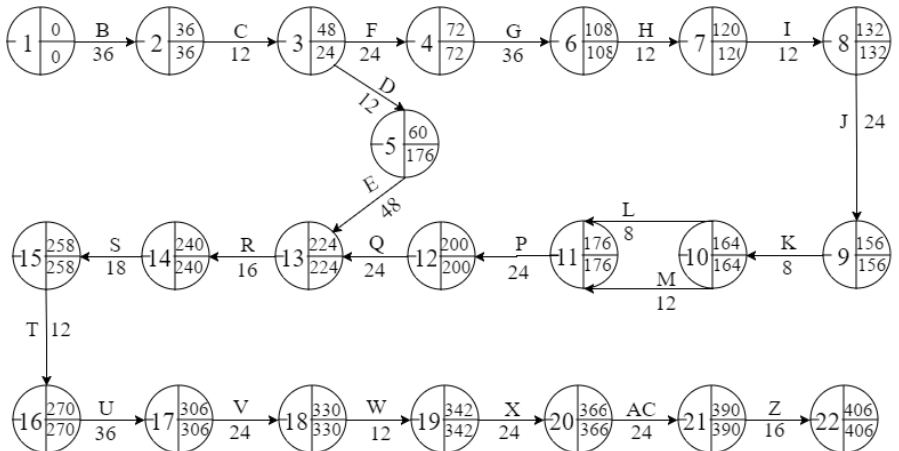 B C F G H I
1 0 0 36 2 36 36 12 3 48 24 24 4 72 72 36 6 108 108 12 7 120 120 12 8 132 132
D
12
J 24
5 60 176
E
48
L
8
15 258 258 S 18 14 240 240 R 16 13 224 224 Q 24 12 200 200 P 24 11 176 176 10 164 164 K 8 9 156 156
M
12
T 12
U V W X AC Z
16 270 270 36 17 306 306 24 18 330 330 12 19 342 342 24 20 366 366 24 21 390 390 16 22 406 406